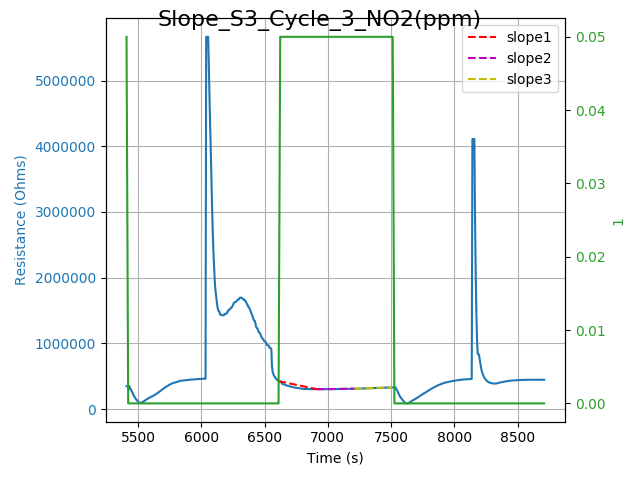 Slope_S3_Cycle_3_NO2(ppm)
slope1
slope2
slope3
Resistance (Ohms)
5000000
4000000
3000000
2000000
1000000
0
0.05
0.04
0.03
0.02
0.01
0.00
1
5500 6000 6500 7000 7500 8000 8500
Time (s)